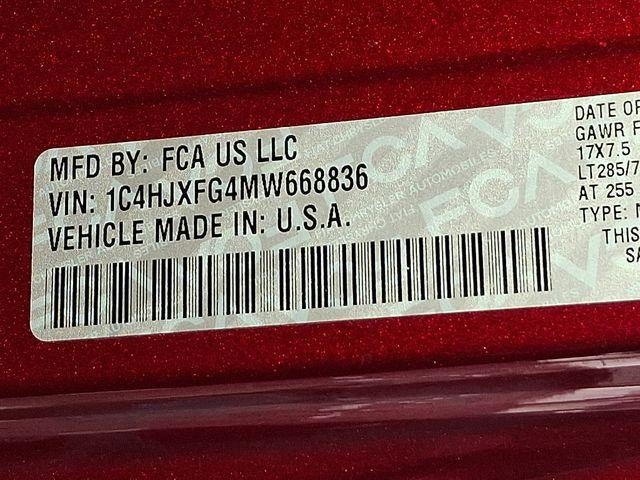 MFD BY: FCA US LLC
VIN: 1C4HJXFG4MW668836
VEHICLE MADE IN: U.S.A.
DATE OF
GAWR F
17X7.5
LT285/7
AT 255
TYPE: 
THIS
SA